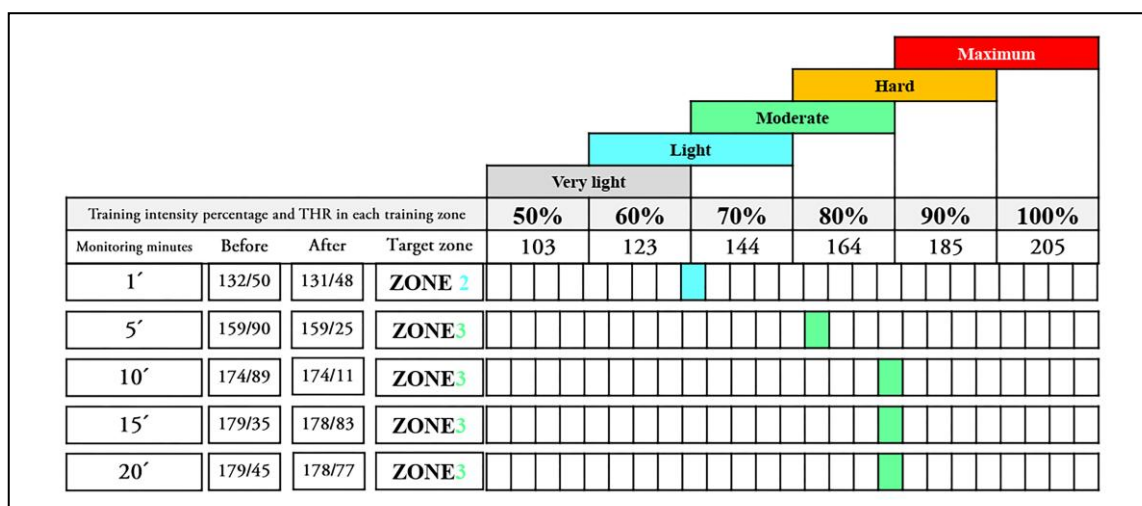 Maximum
Hard
Moderate
Light
Very light
Training intensity percentage and THR in each training zone 50% 60% 70% 80% 90% 100%
Monitoring minutes Before After Target zone 103 123 144 164 185 205
1´ 132/50 131/48 ZONE 2
5´ 159/90 159/25 ZONE3
10´ 174/89 174/11 ZONE3
15´ 179/35 178/83 ZONE3
20´ 179/45 178/77 ZONE3